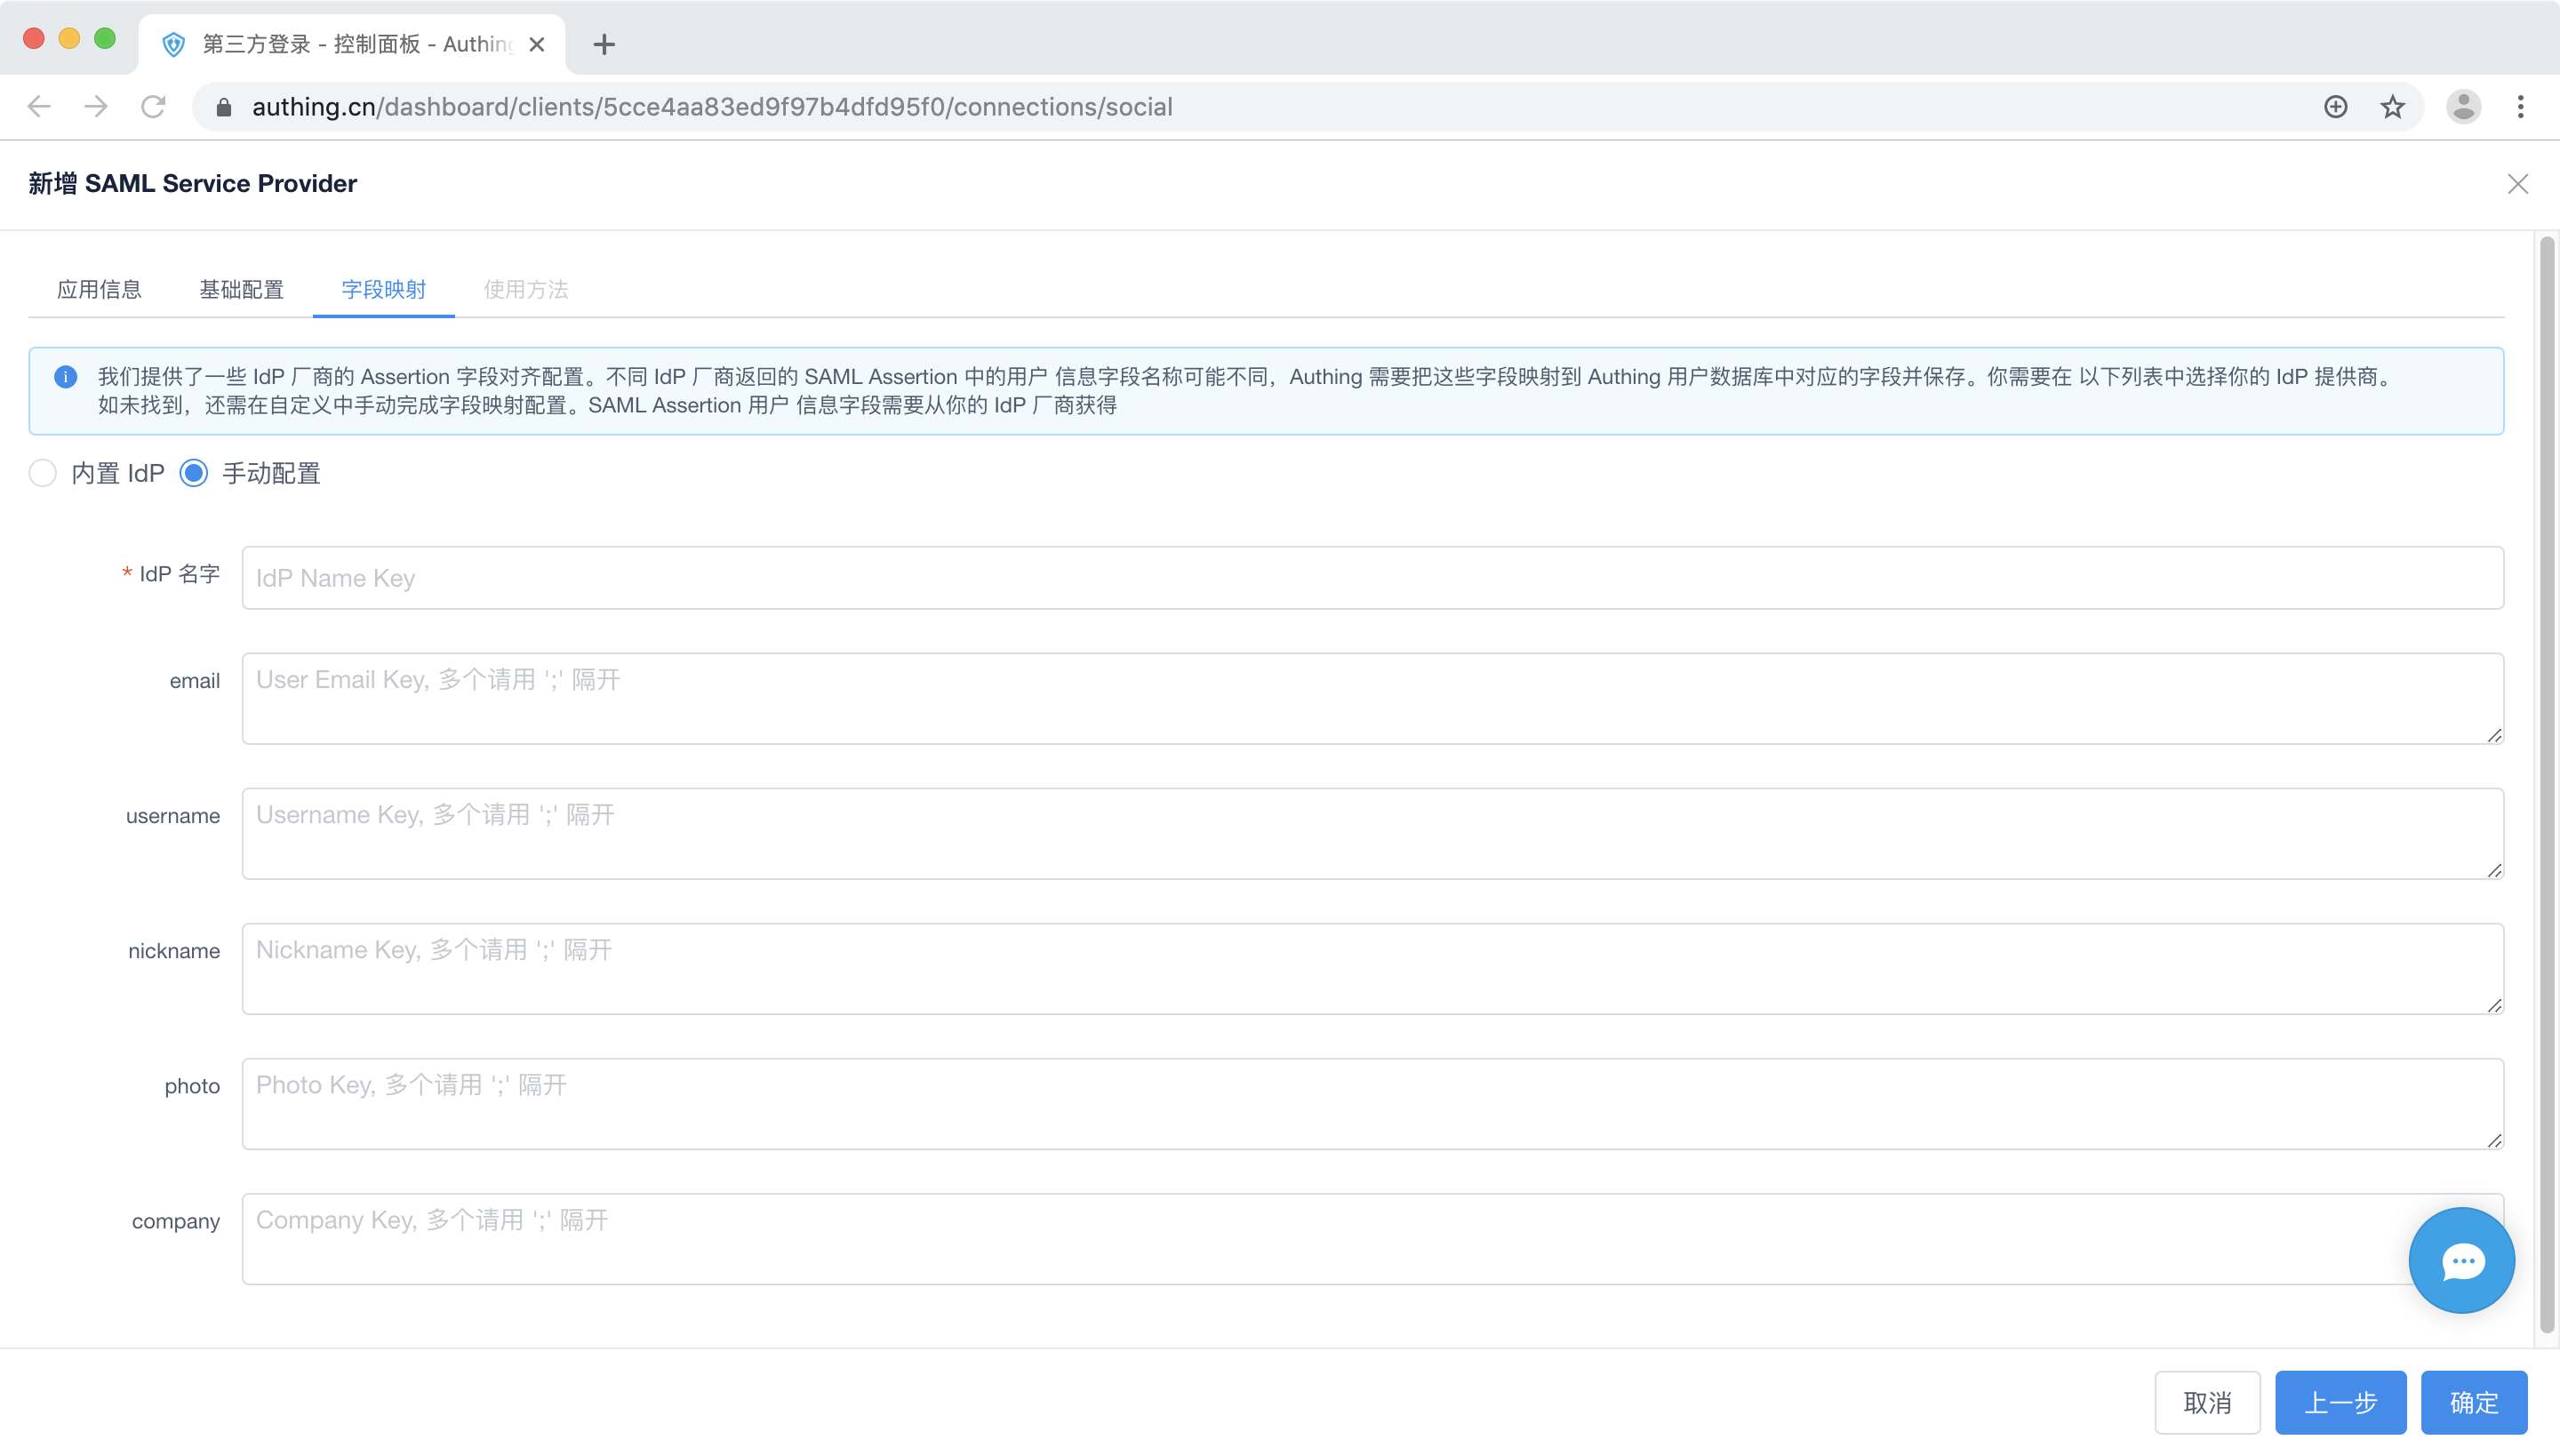 第三方登录 - 控制面板 - Authing
authing.cn/dashboard/clients/5cce4aa83ed9f97b4dfd95f0/connections/social
新增 SAML Service Provider
应用信息 基础配置 字段映射 使用方法
我们提供了一些 IdP 厂商的 Assertion 字段对齐配置。不同 IdP 厂商返回的 SAML Assertion 中的用户 信息字段名称可能不同，Authing 需要把这些字段映射到 Authing 用户数据库中对应的字段并保存。你需要在 以下列表中选择你的 IdP 提供商。
如未找到，还需在自定义中手动完成字段映射配置。SAML Assertion 用户 信息字段需要从你的 IdP 厂商获得
内置 IdP 手动配置
* IdP 名字 IdP Name Key
email User Email Key, 多个请用 ';' 隔开
username Username Key, 多个请用 ';' 隔开
nickname Nickname Key, 多个请用 ';' 隔开
photo Photo Key, 多个请用 ';' 隔开
company Company Key, 多个请用 ';' 隔开
取消 上一步 确定